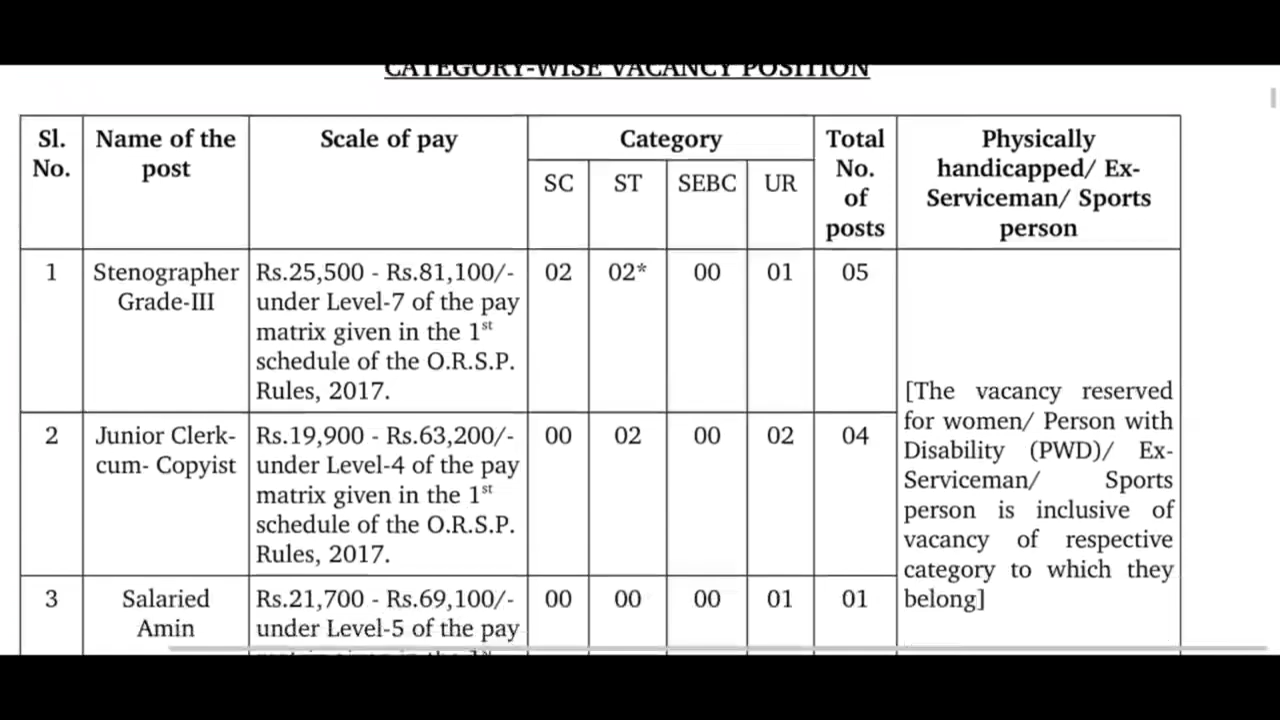 CATEGORY-WISE VACANCY POSITION
Sl. No. Name of the post Scale of pay Category Total No. of posts Physically handicapped/ Ex-Serviceman/ Sports person
SC ST SEBC UR
1 Stenographer Grade-III
Rs.25,500 - Rs.81,100/-
under Level-7 of the pay
matrix given in the 1st
schedule of the O.R.S.P.
Rules, 2017.
02 02* 00 01 05
2 Junior Clerk-
cum- Copyist
Rs.19,900 - Rs.63,200/-
under Level-4 of the pay
matrix given in the 1st
schedule of the O.R.S.P.
Rules, 2017.
00 02 00 02 04
3 Salaried
Amin
Rs.21,700 - Rs.69,100/-
under Level-5 of the pay
00 00 00 01 01
[The vacancy reserved
for women/ Person with
Disability (PWD)/ Ex-
Serviceman/ Sports
person is inclusive of
vacancy of respective
category to which they
belong]